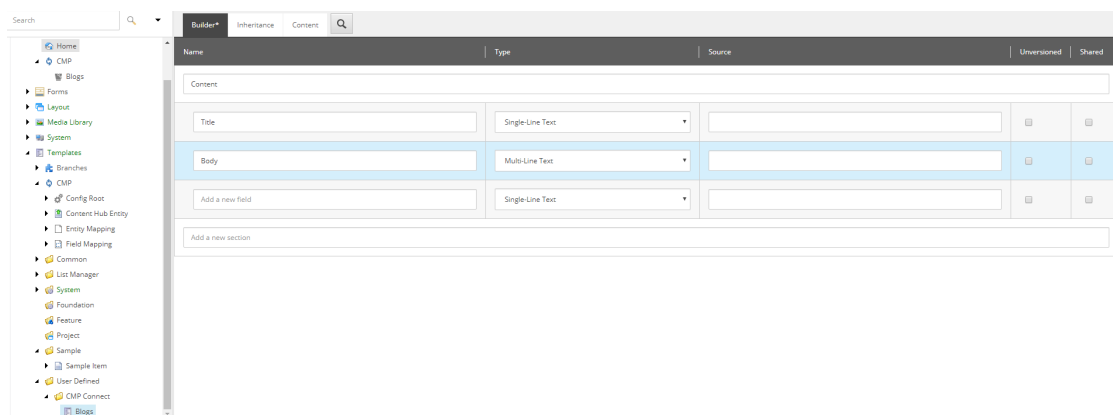 Search
Builder*
Inheritance
Content
Name
Type
Source
Unversioned
Shared
Content
Title
Single-Line Text
Body
Multi-Line Text
Add a new field
Single-Line Text
Add a new section
Home
CMP
Blogs
Forms
Layout
Media Library
System
Templates
Branches
CMP
Config Root
Content Hub Entity
Entity Mapping
Field Mapping
Common
List Manager
System
Foundation
Feature
Project
Sample
Sample Item
User Defined
CMP Connect
Blogs